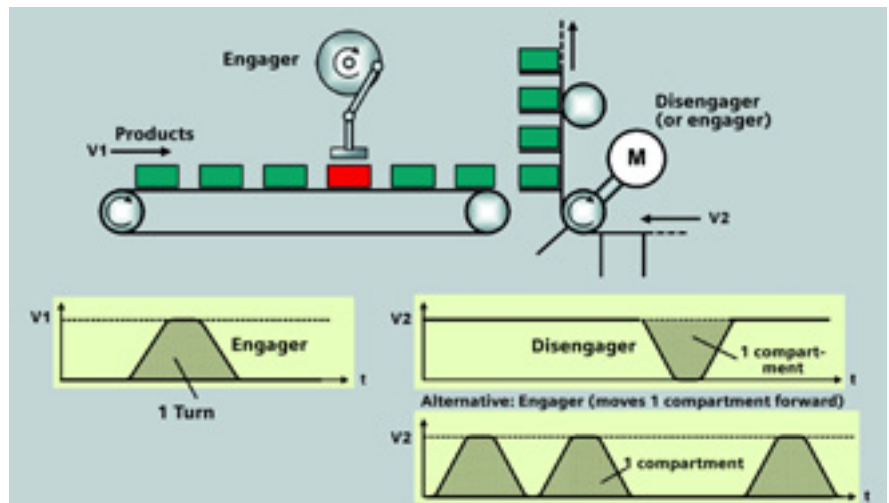 Engager
Products
V1
Disengager
(or engager)
M
V2
V1
Engager
t
1 Turn
V2
Disengager
1 compart-
ment
t
Alternative: Engager (moves 1 compartment forward)
V2
1 compartment
t